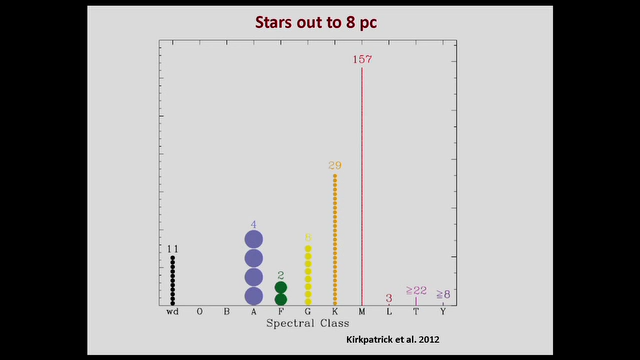 Stars out to 8 pc
157
29
11
4
2
8
3
≥22
≥8
wd O B A F G K M L T Y
Spectral Class
Kirkpatrick et al. 2012